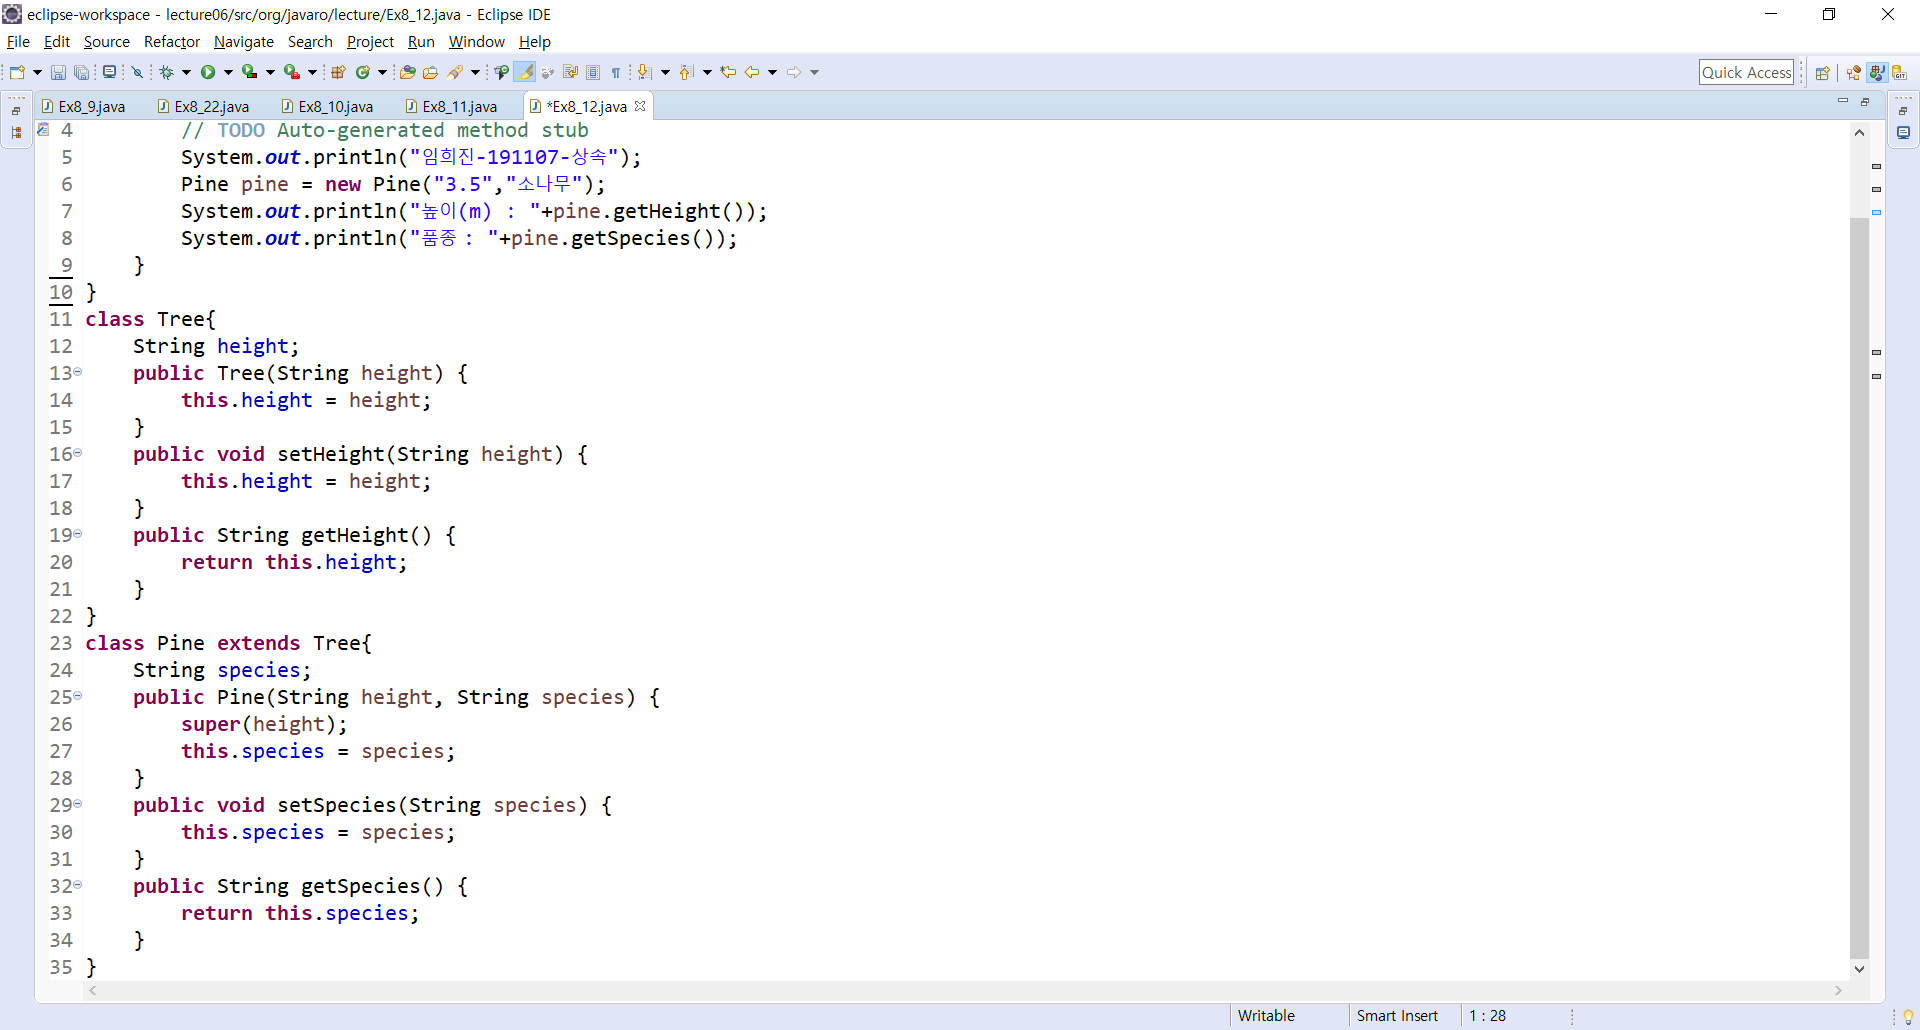 eclipse-workspace - lecture06/src/org/javaro/lecture/Ex8_12.java - Eclipse IDE
File Edit Source Refactor Navigate Search Project Run Window Help
Quick Access
Ex8_9.java Ex8_22.java Ex8_10.java Ex8_11.java *Ex8_12.java
4 // TODO Auto-generated method stub
5 System.out.println("임희진-191107-상속");
6 Pine pine = new Pine("3.5","소나무");
7 System.out.println("높이(m) : "+pine.getHeight());
8 System.out.println("품종 : "+pine.getSpecies());
9 }
10 }
11 class Tree{
12 String height;
13 public Tree(String height) {
14 this.height = height;
15 }
16 public void setHeight(String height) {
17 this.height = height;
18 }
19 public String getHeight() {
20 return this.height;
21 }
22 }
23 class Pine extends Tree{
24 String species;
25 public Pine(String height, String species) {
26 super(height);
27 this.species = species;
28 }
29 public void setSpecies(String species) {
30 this.species = species;
31 }
32 public String getSpecies() {
33 return this.species;
34 }
35 }
Writable Smart Insert 1 : 28